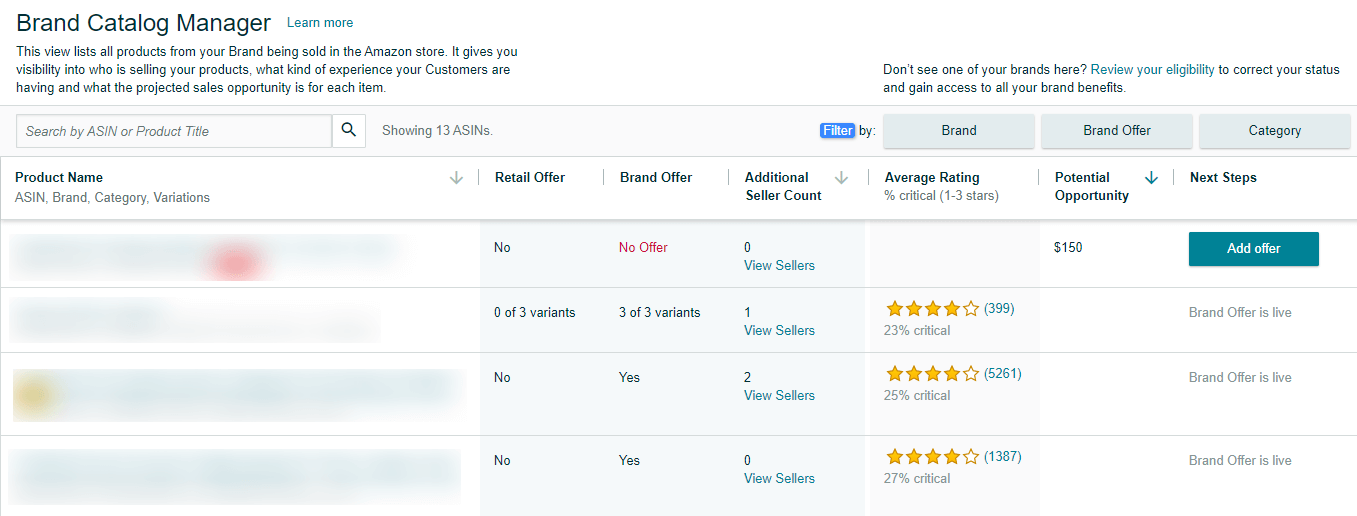 Brand Catalog Manager Learn more
This view lists all products from your Brand being sold in the Amazon store. It gives you
visibility into who is selling your products, what kind of experience your Customers are
having and what the projected sales opportunity is for each item.
Don't see one of your brands here? Review your eligibility to correct your status
and gain access to all your brand benefits.
Search by ASIN or Product Title
Showing 13 ASINs.
Filter by:
Brand
Brand Offer
Category
Product Name
ASIN, Brand, Category, Variations
Retail Offer
Brand Offer
Additional
Seller Count
Average Rating
% critical (1-3 stars)
Potential
Opportunity
Next Steps
No
No Offer
0
View Sellers
$150
Add offer
0 of 3 variants
3 of 3 variants
1
View Sellers
(399)
23% critical
Brand Offer is live
No
Yes
2
View Sellers
(5261)
25% critical
Brand Offer is live
No
Yes
0
View Sellers
(1387)
27% critical
Brand Offer is live